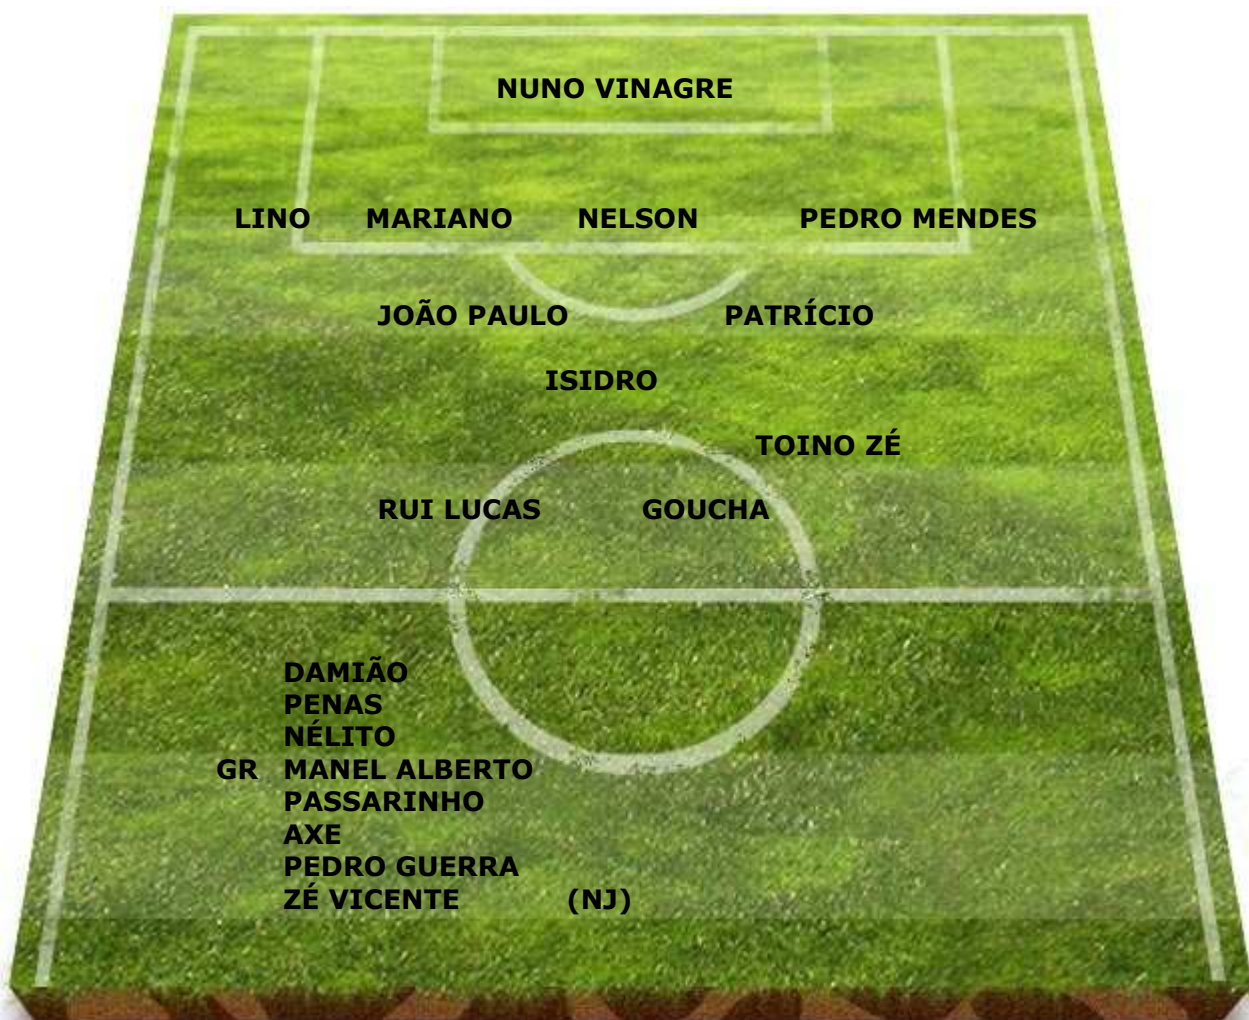 NUNO VINAGRE
LINO MARIANO NELSON PEDRO MENDES
JOÃO PAULO PATRÍCIO
ISIDRO
TOINO ZÉ
RUI LUCAS GOUCHA
DAMIÃO
PENAS
NÉLITO
GR MANEL ALBERTO
PASSARINHO
AXE
PEDRO GUERRA
ZÉ VICENTE (NJ)